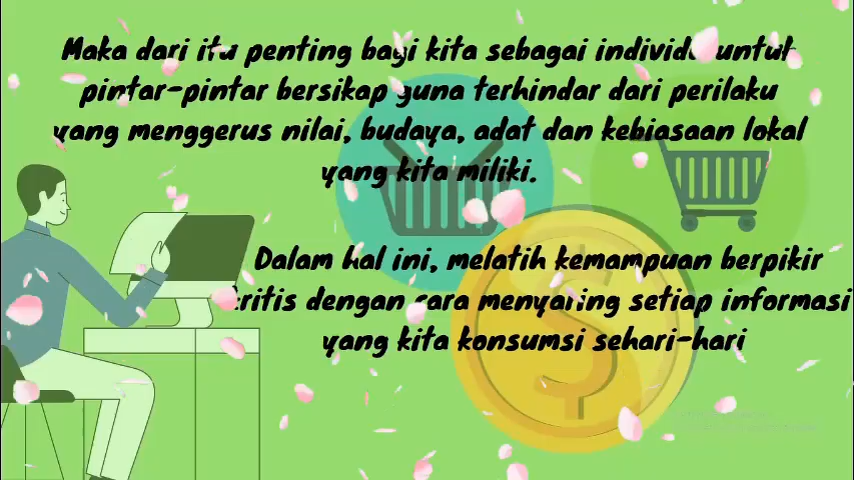 Maka dari itu penting bagi kita sebagai individu untuk
pintar-pintar bersikap guna terhindar dari perilaku
yang menggerus nilai, budaya, adat dan kebiasaan lokal
yang kita miliki.
Dalam hal ini, melatih kemampuan berpikir
kritis dengan cara menyaring setiap informasi
yang kita konsumsi sehari-hari